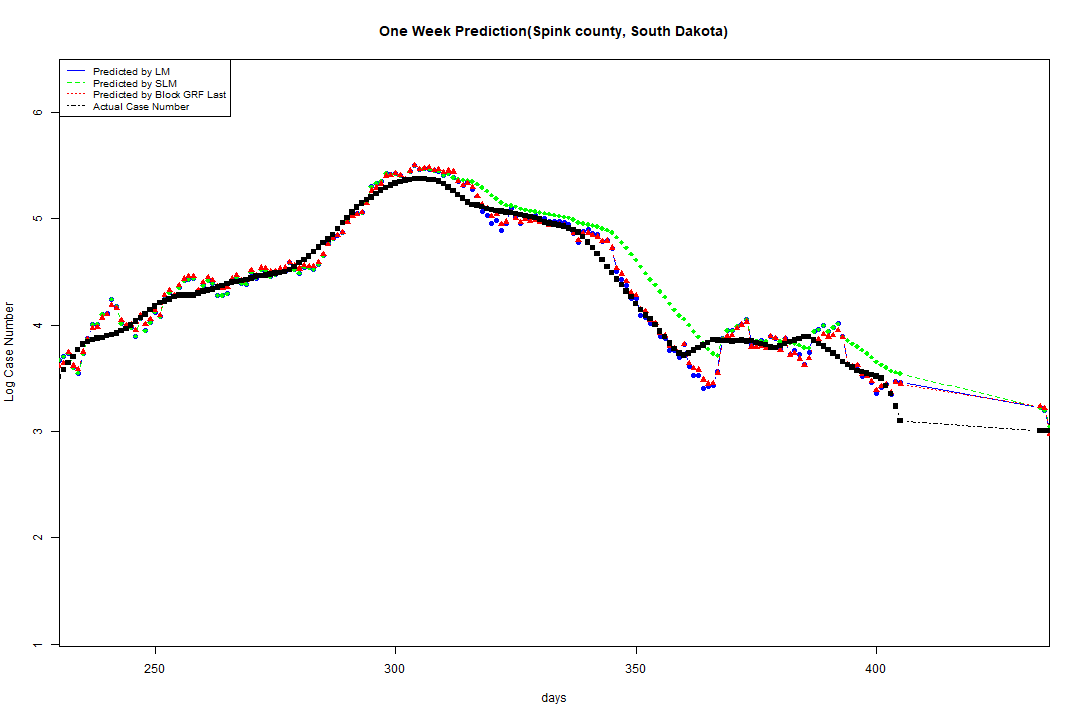 One Week Prediction(Spink county, South Dakota)
Predicted by LM
Predicted by SLM
Predicted by Block GRF Last
Actual Case Number
6
5
4
3
2
1
Log Case Number
250 300 350 400
days